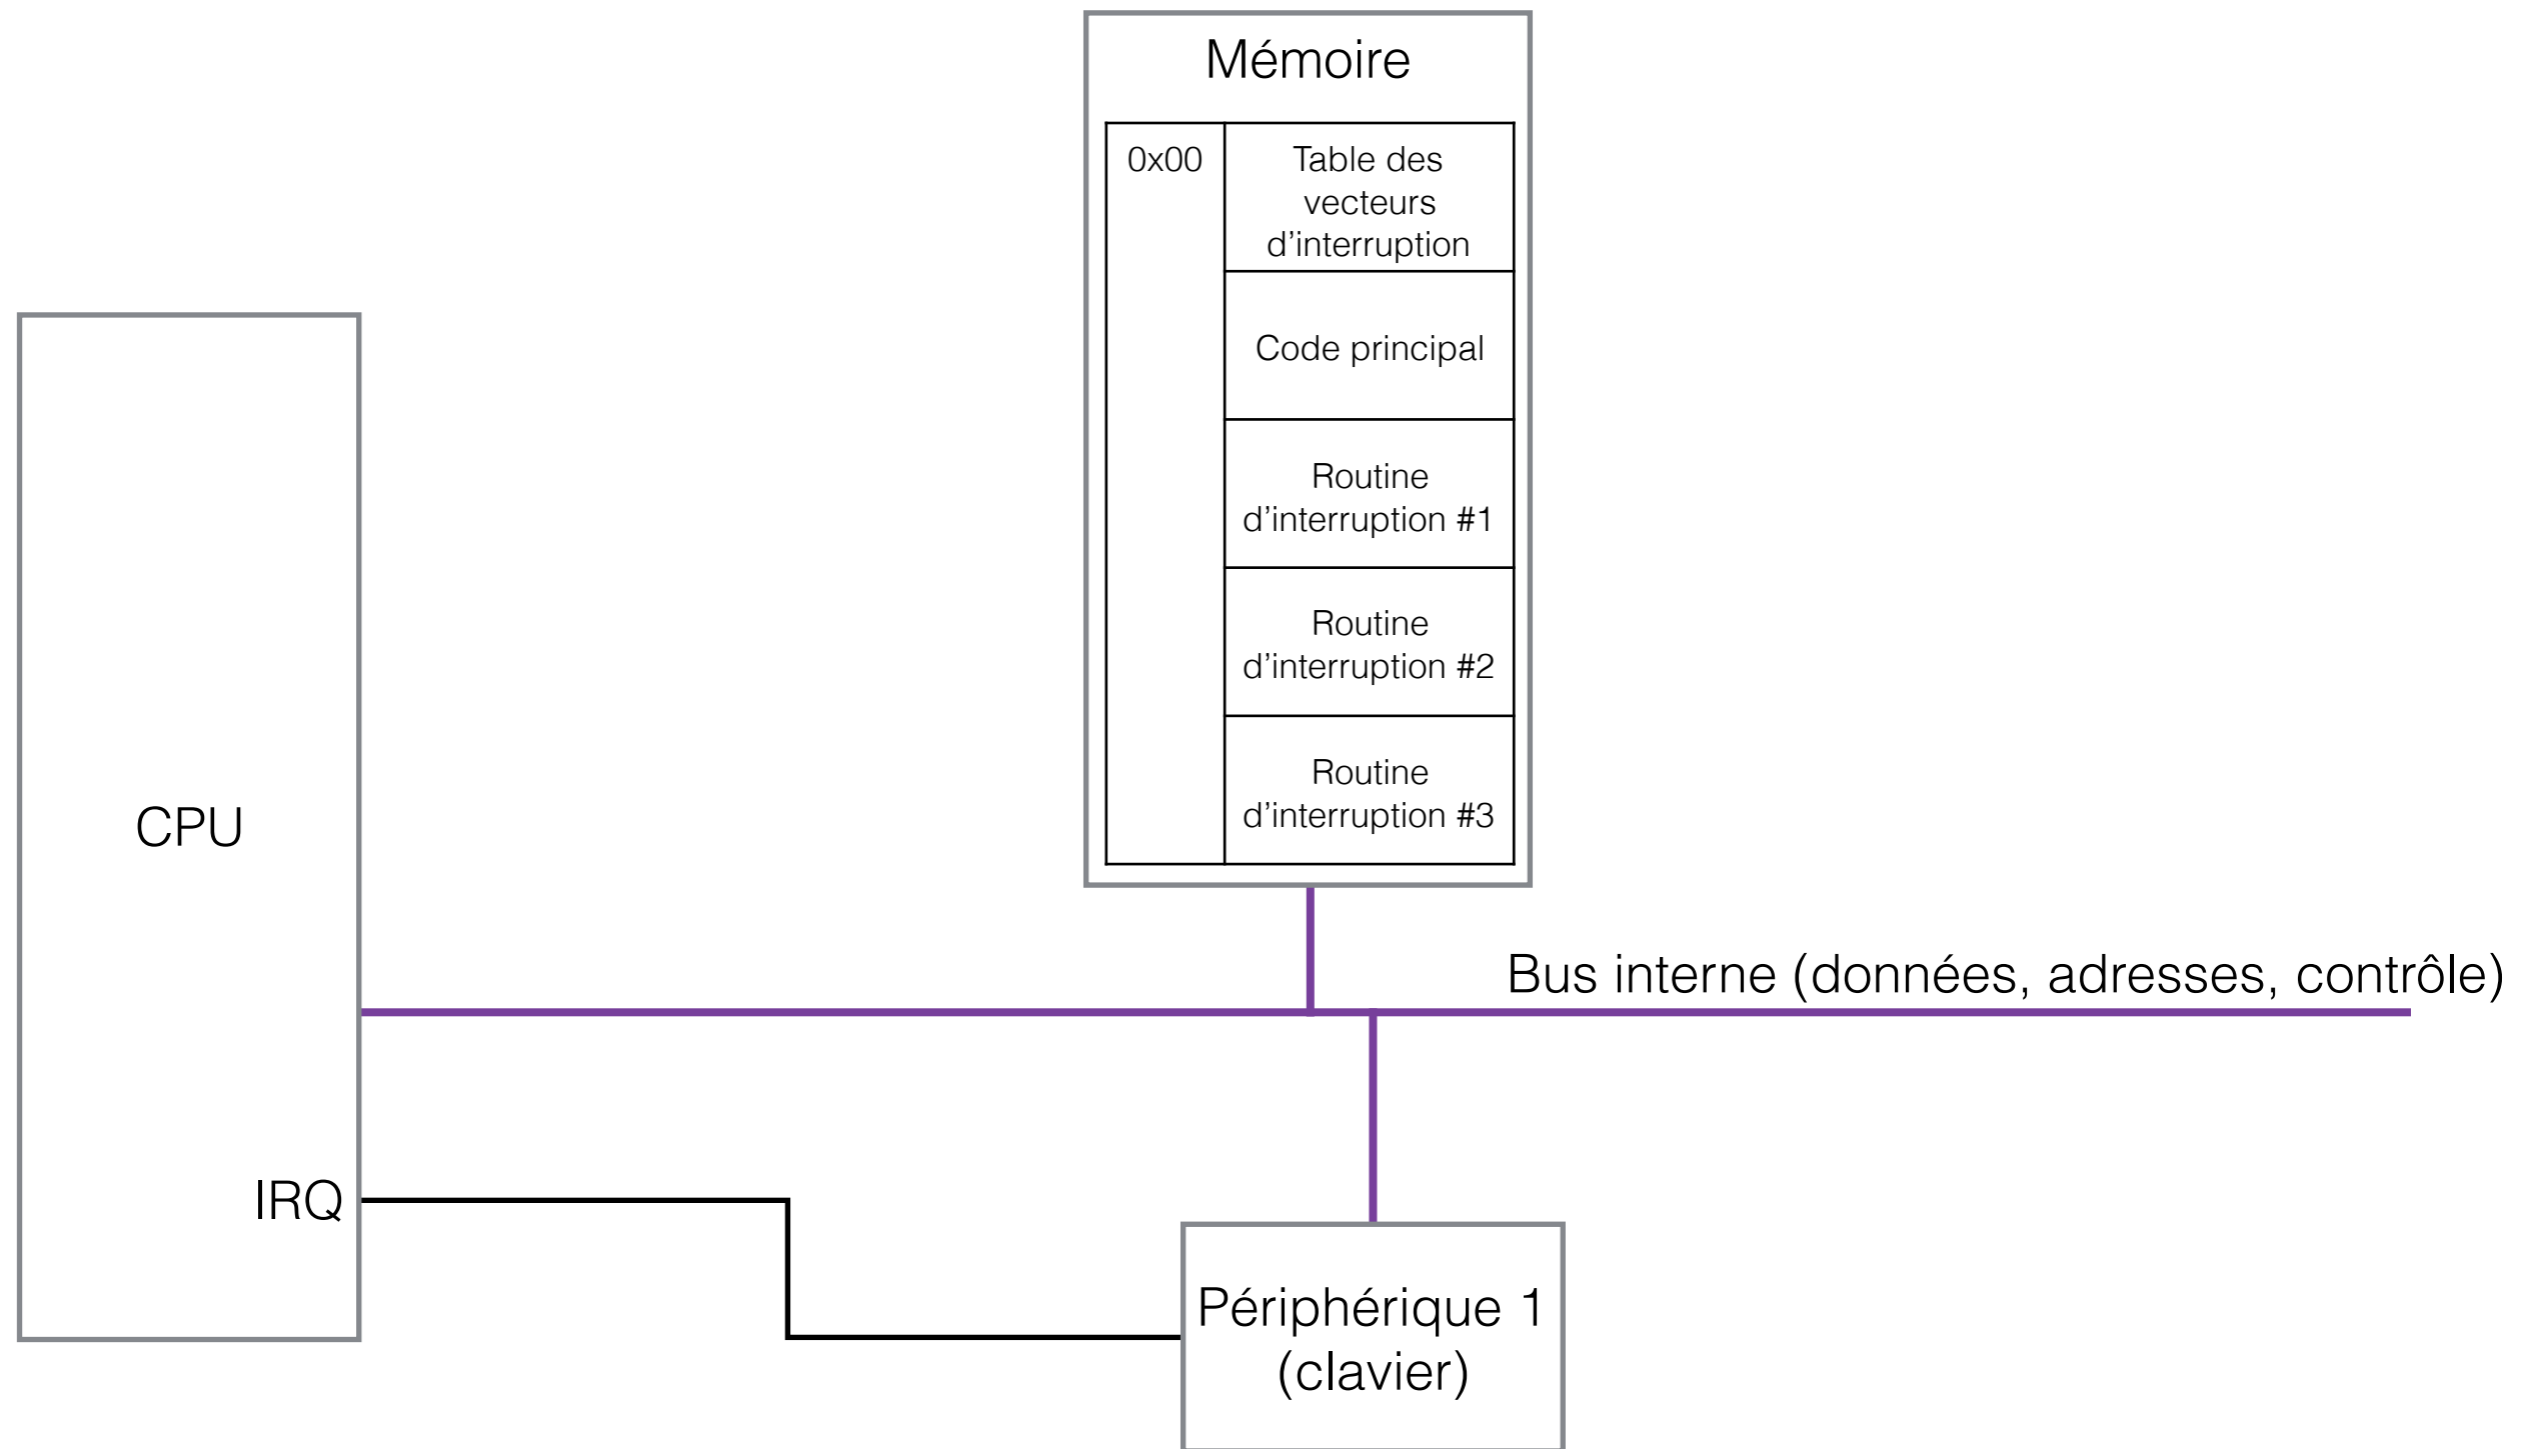 Mémoire
0x00
Table des
vecteurs
d’interruption
Code principal
Routine
d’interruption #1
Routine
d’interruption #2
Routine
d’interruption #3
CPU
Bus interne (données, adresses, contrôle)
IRQ
Périphérique 1
(clavier)